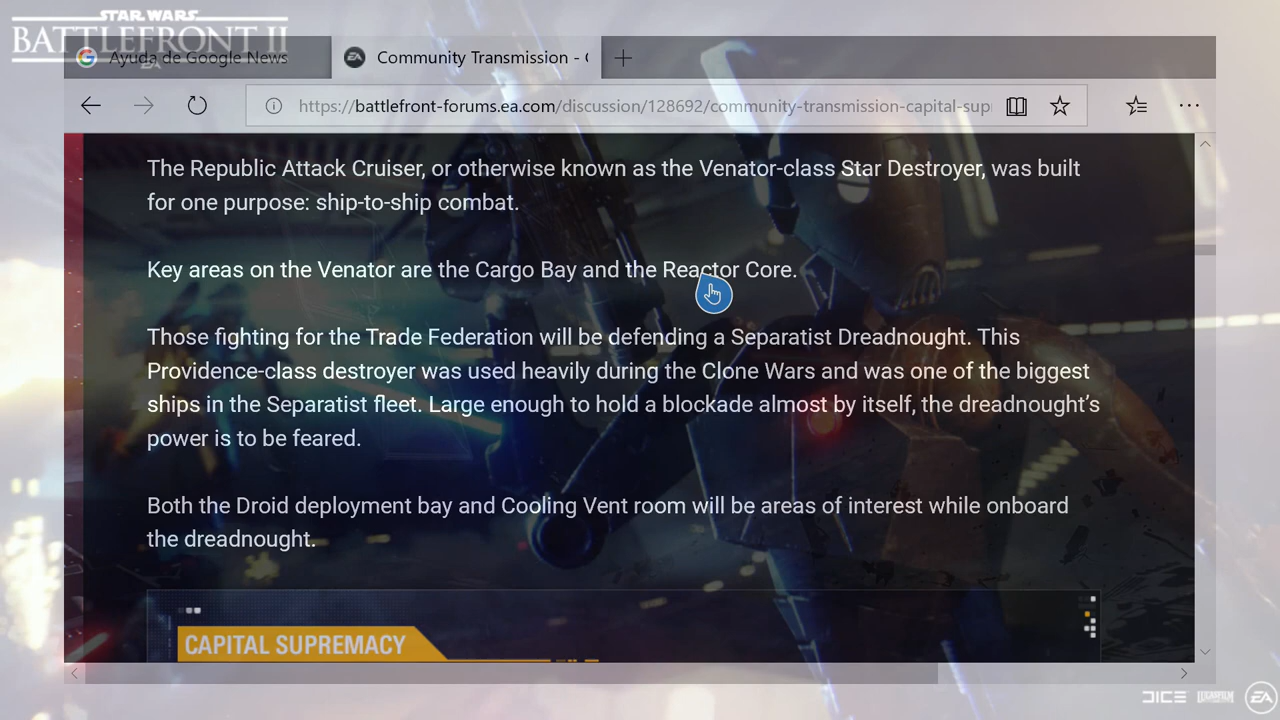 STAR WARS
BATTLEFRONT II
EA
Ayuda de Google News
EA
Community Transmission - (
https://battlefront-forums.ea.com/discussion/128692/community-transmission-capital-sup
The Republic Attack Cruiser, or otherwise known as the Venator-class Star Destroyer, was built
for one purpose: ship-to-ship combat.
Key areas on the Venator are the Cargo Bay and the Reactor Core.
Those fighting for the Trade Federation will be defending a Separatist Dreadnought. This
Providence-class destroyer was used heavily during the Clone Wars and was one of the biggest
ships in the Separatist fleet. Large enough to hold a blockade almost by itself, the dreadnought’s
power is to be feared.
Both the Droid deployment bay and Cooling Vent room will be areas of interest while onboard
the dreadnought.
CAPITAL SUPREMACY
DICE
LUCASFILM
EA